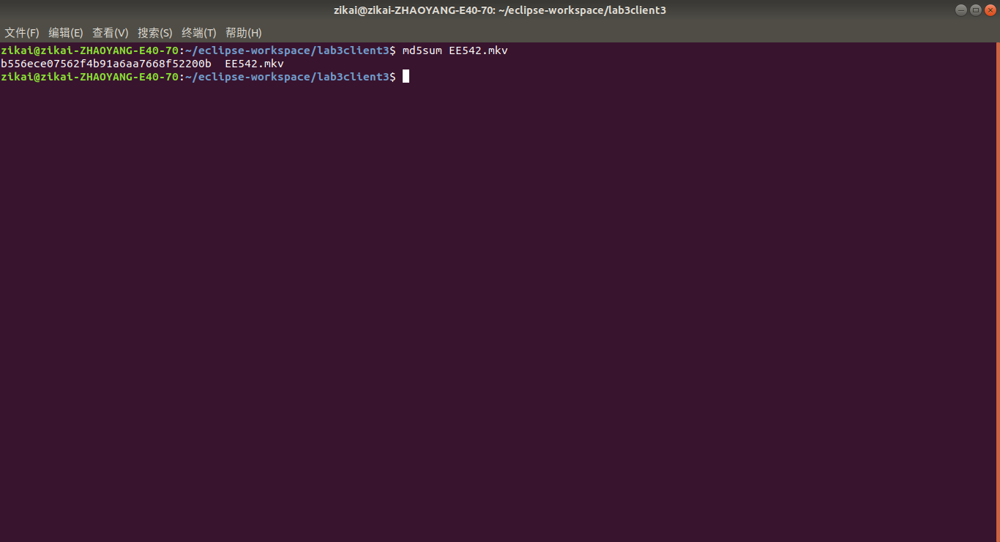 zikai@zikai-ZHAOYANG-E40-70: ~/eclipse-workspace/lab3client3
文件(F) 编辑(E) 查看(V) 搜索(S) 终端(T) 帮助(H)
zikai@zikai-ZHAOYANG-E40-70:~/eclipse-workspace/lab3client3$ md5sum EE542.mkv
b556ece07562f4b91a6aa7668f52200b  EE542.mkv
zikai@zikai-ZHAOYANG-E40-70:~/eclipse-workspace/lab3client3$